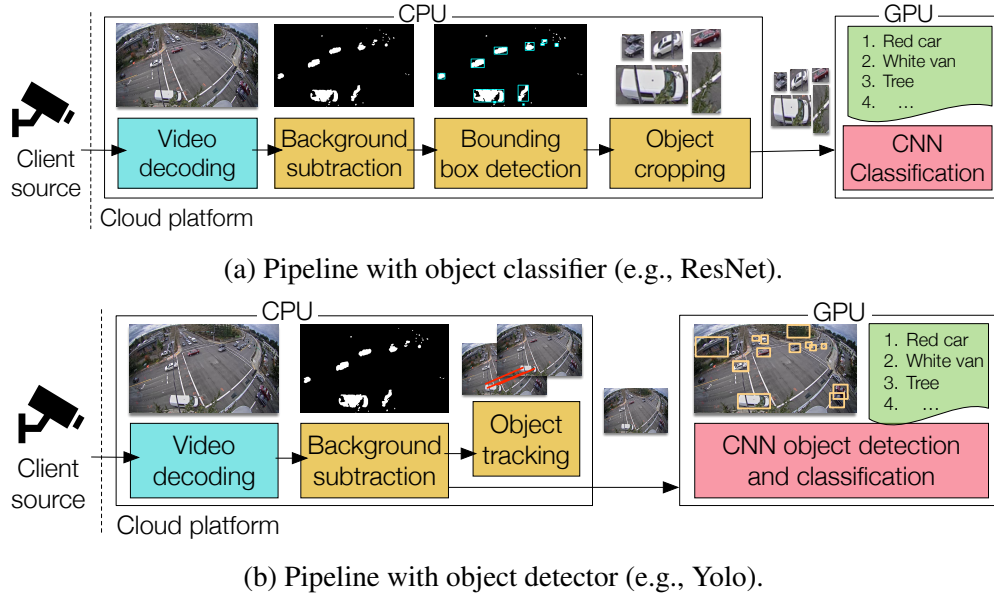 CPU
GPU
1. Red car
2. White van
3. Tree
4. ...
Client
source
Video
decoding
Background
subtraction
Bounding
box detection
Object
cropping
CNN
Classification
Cloud platform
(a) Pipeline with object classifier (e.g., ResNet).
CPU
GPU
1. Red car
2. White van
3. Tree
4. ...
Client
source
Video
decoding
Background
subtraction
Object
tracking
CNN object detection
and classification
Cloud platform
(b) Pipeline with object detector (e.g., Yolo).